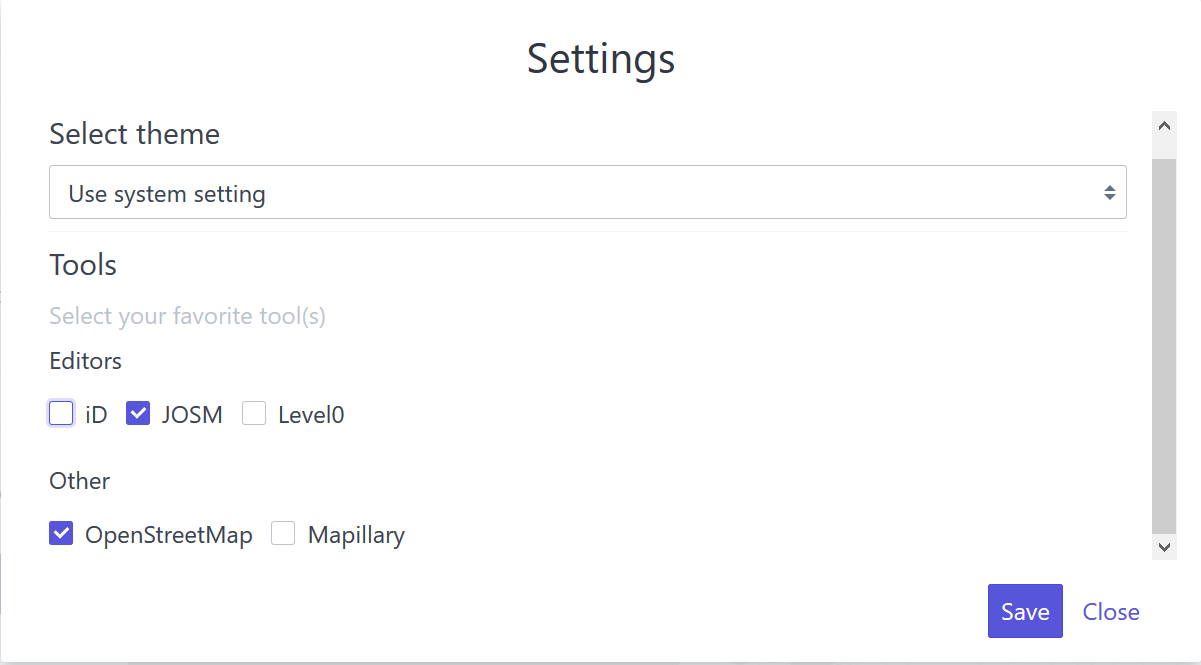 Settings
Select theme
Use system setting
Tools
Select your favorite tool(s)
Editors
iD JOSM Level0
Other
OpenStreetMap Mapillary
Save Close